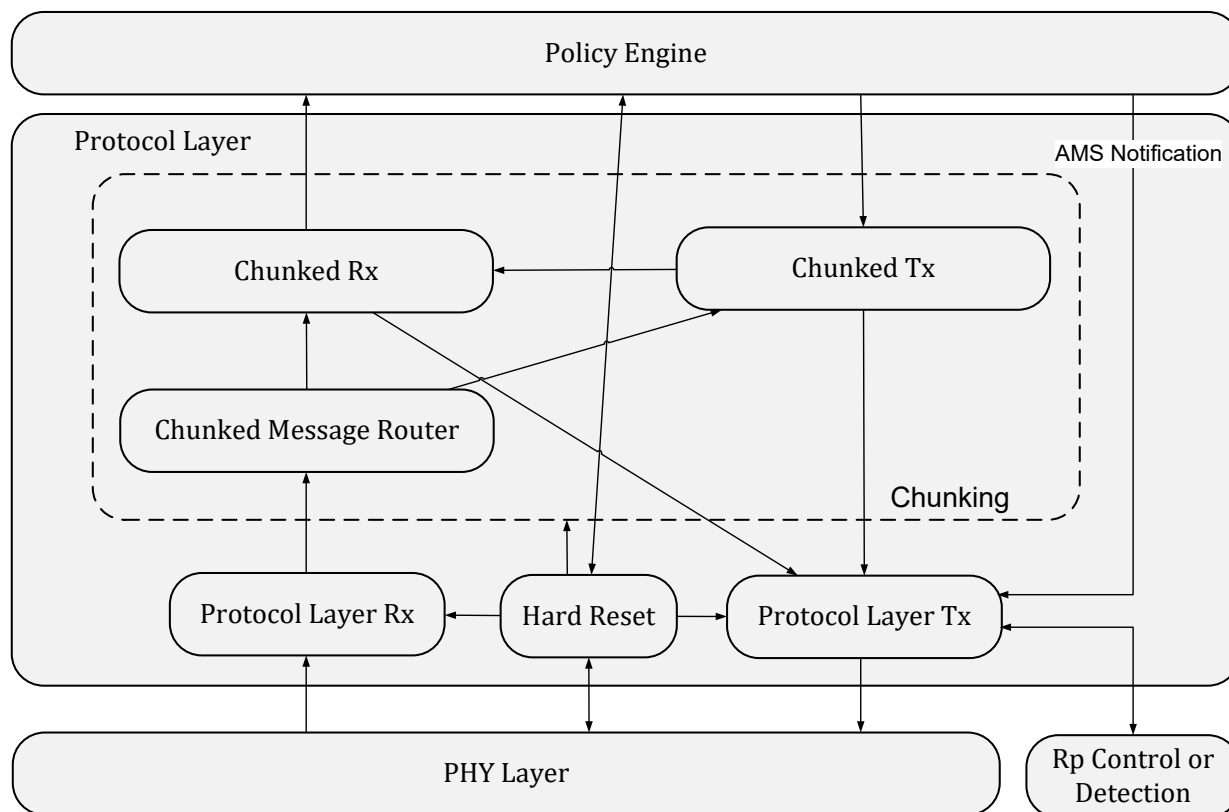 Policy Engine
Protocol Layer
AMS Notification
Chunked Rx
Chunked Tx
Chunked Message Router
Chunking
Protocol Layer Rx
Hard Reset
Protocol Layer Tx
PHY Layer
Rp Control or
Detection